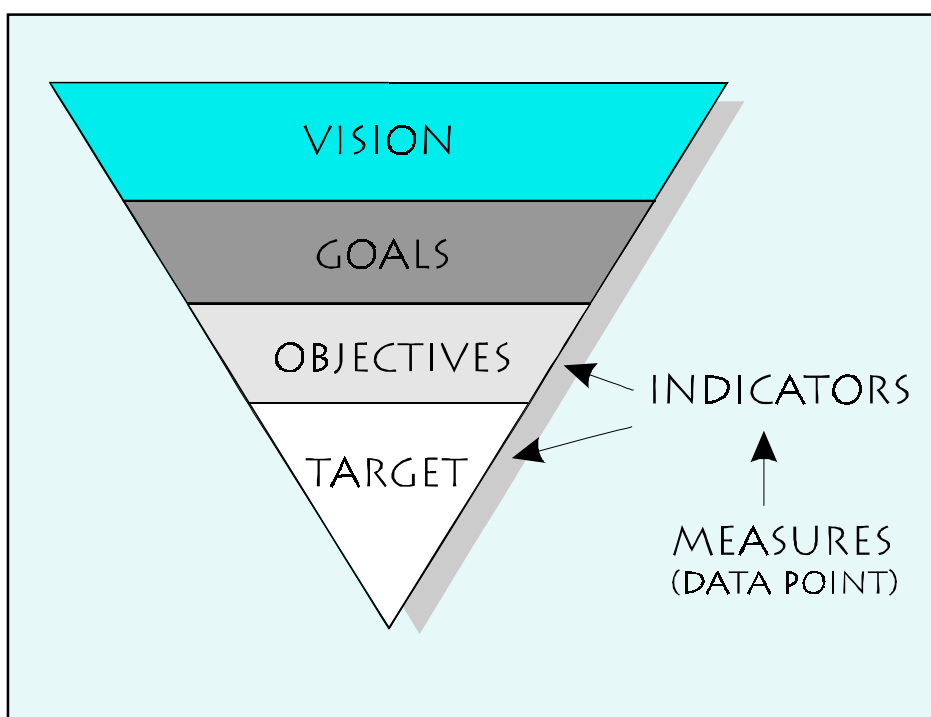 VISION
GOALS
OBJECTIVES
INDICATORS
TARGET
MEASURES
(DATA POINT)